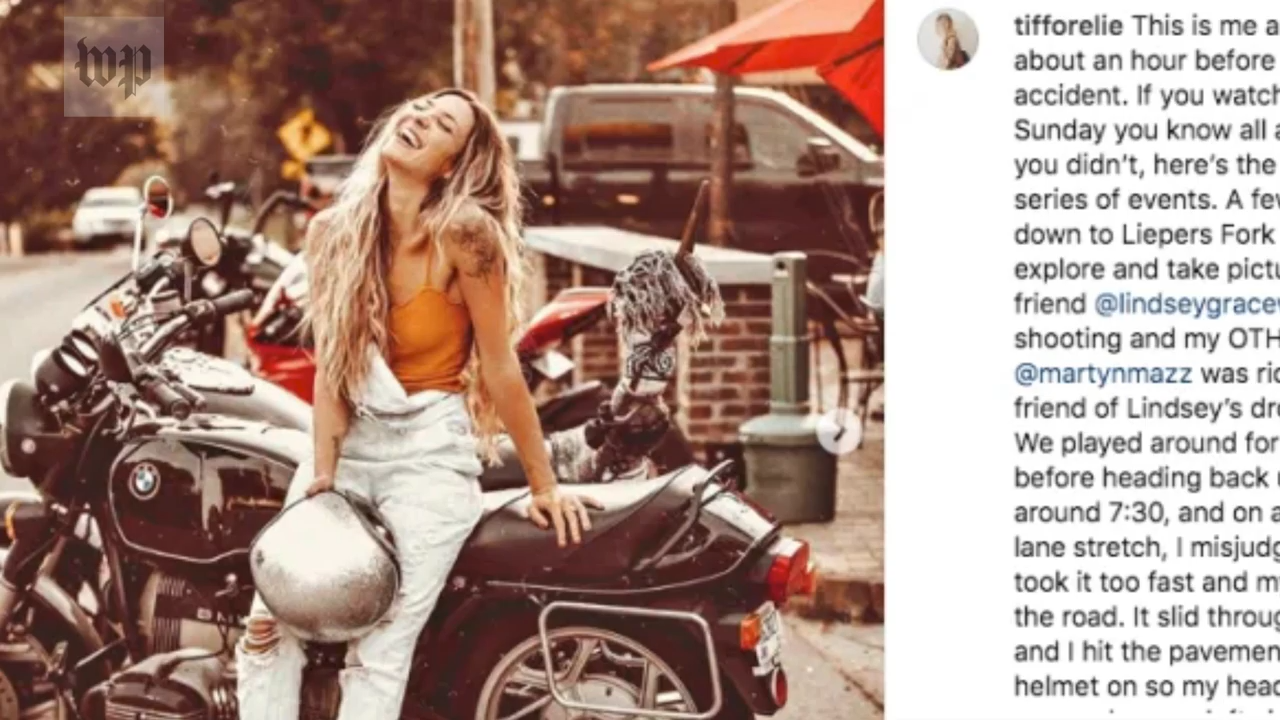 wp
tifforelie This is me a
about an hour before
accident. If you watch
Sunday you know all a
you didn't, here's the
series of events. A few
down to Liepers Fork
explore and take pictu
friend @lindseygrace
shooting and my OTH
@martynmazz was ric
friend of Lindsey's dr
We played around for
before heading back u
around 7:30, and on a
lane stretch, I misjudg
took it too fast and m
the road. It slid throug
and I hit the pavemen
helmet on so my head